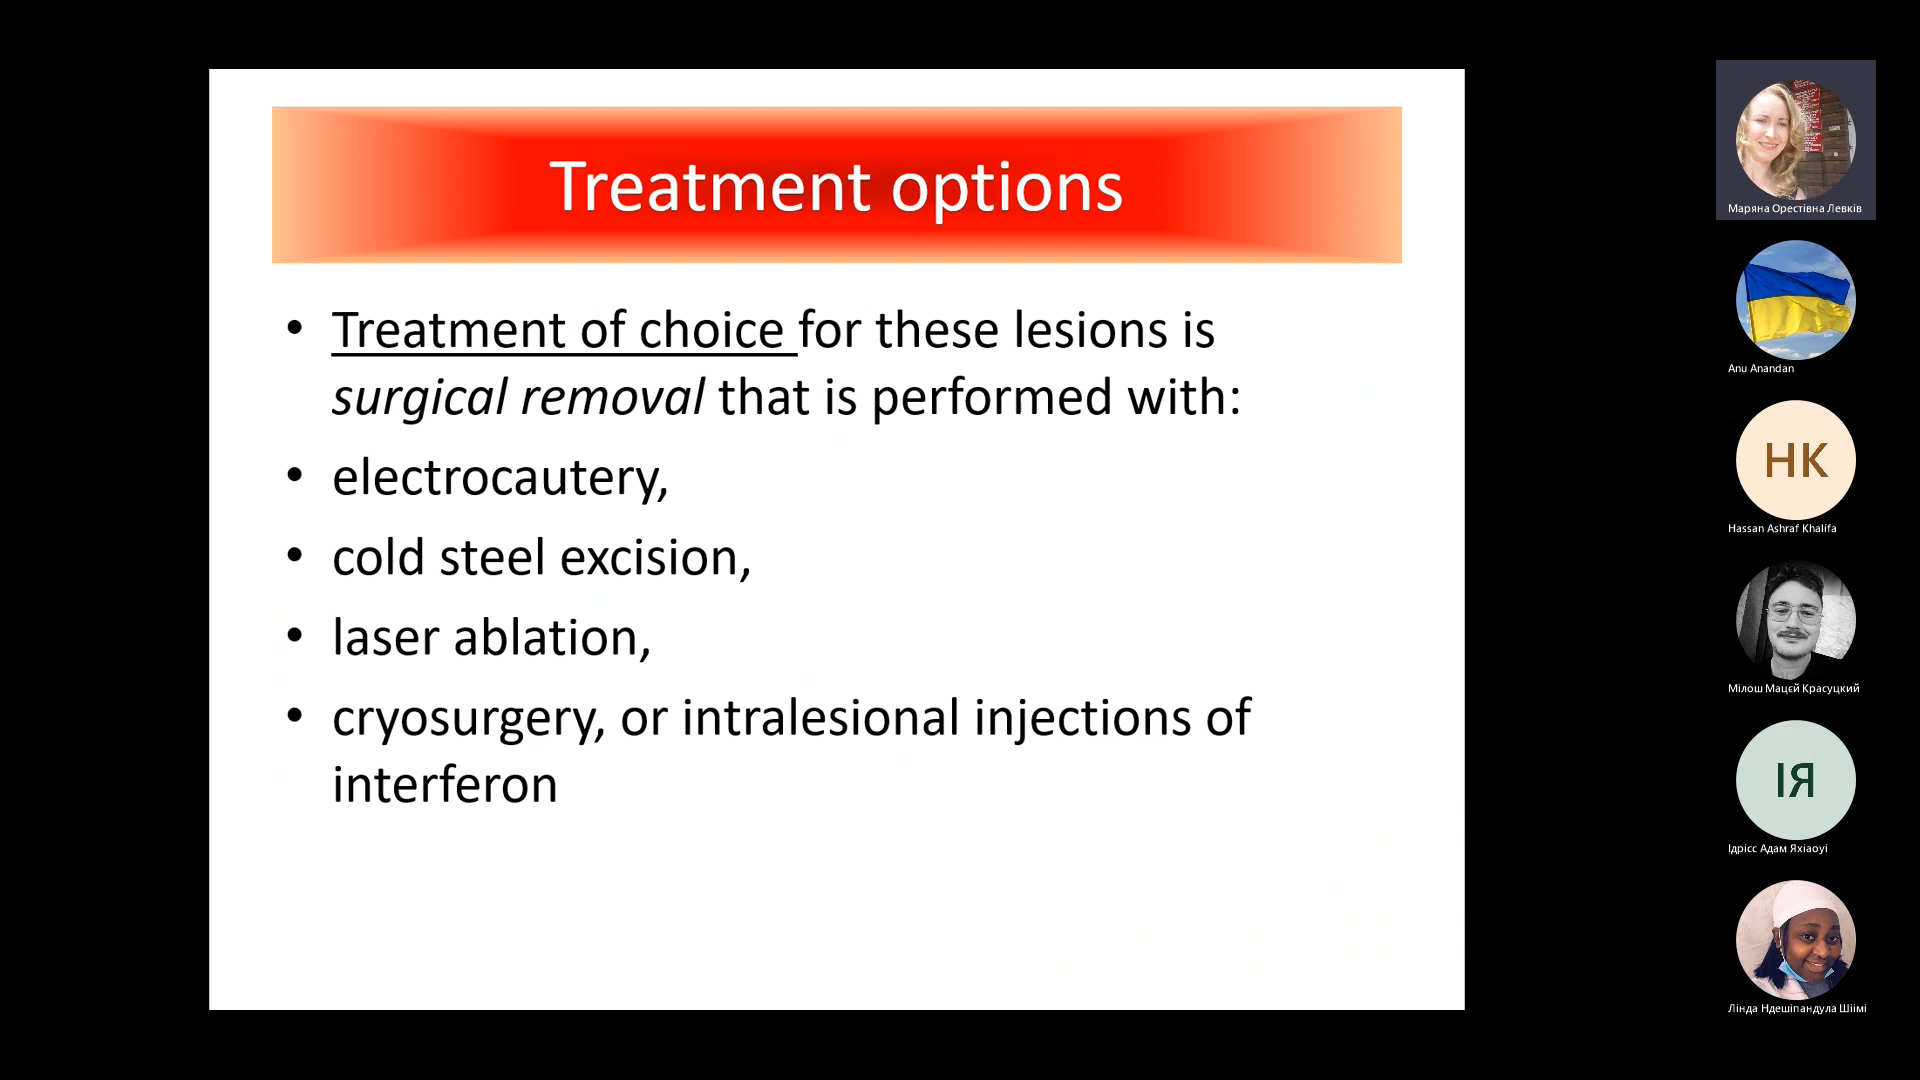 Treatment options
• Treatment of choice for these lesions is
surgical removal that is performed with:
• electrocautery,
• cold steel excision,
• laser ablation,
• cryosurgery, or intralesional injections of
interferon
Маряна Орестівна Левків
Anu Anandan
НК
Hassan Ashraf Khalifa
Мілош Мацєй Красуцкий
ІЯ
Ідрісс Адам Яхіаоуі
Лінда Ндешіпандула Шіімі